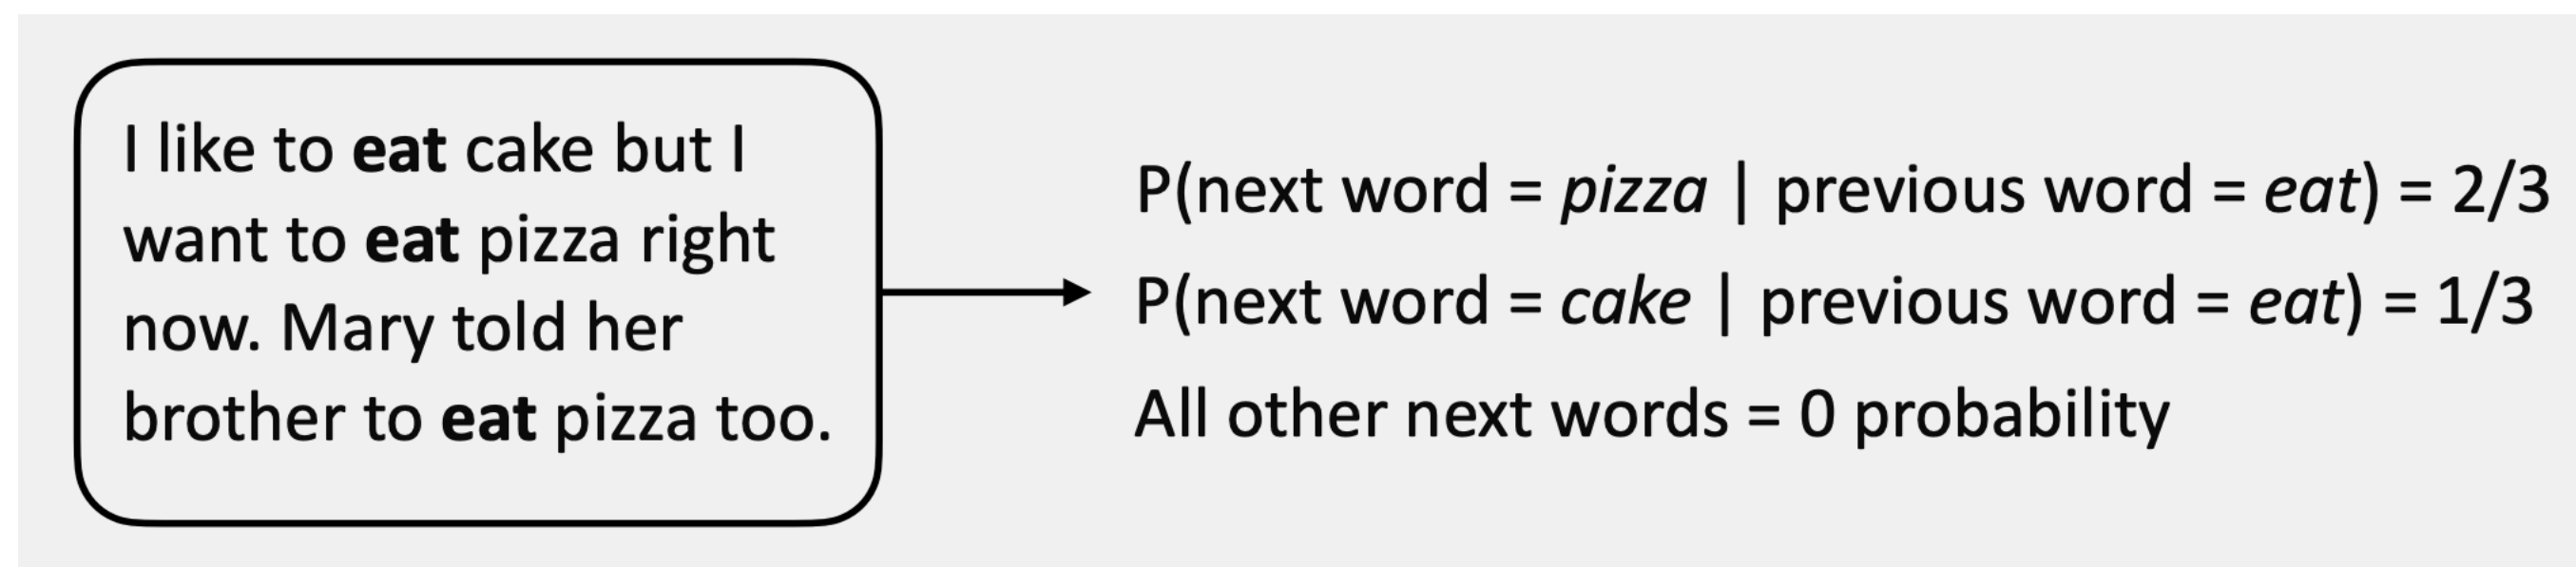 I like to eat cake but I
want to eat pizza right
now. Mary told her
brother to eat pizza too.
P(next word = pizza | previous word = eat) = 2/3
P(next word = cake | previous word = eat) = 1/3
All other next words = 0 probability